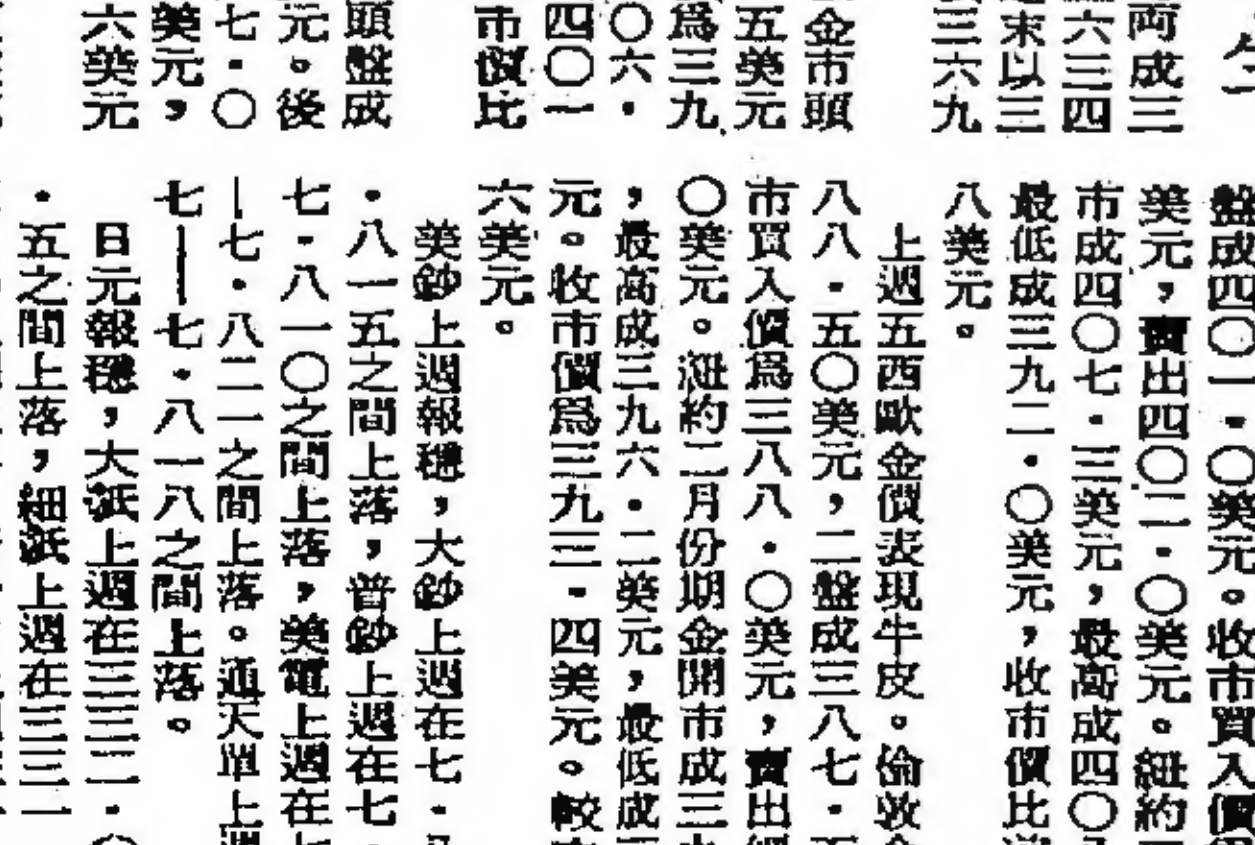 両成三
六三四
末以三
三六九
金市頭
五美元
爲三九
〇六・
四〇一
市價比
頭盤成
元。後
七・〇
美元，
六美元
盤成四〇一・〇美元。收市買入價
美元，賣出四〇二・〇美元。紐約
市成四〇七・三美元，最高成四〇
最低成三九二・〇美元，收市價比
八美元。
上週五西歐金價表現牛皮。倫敦
八八・五〇美元，二盤成三八七・
市買入價爲三八八・〇美元，賣出
〇美元。紐約二月份期金開市成三
，最高成三九六・二美元，最低成
元。收市價爲三九三・四美元。較
六美元。
美鈔上週報穩，大鈔上週在七・
・八一五之間上落，普鈔上週在七
七・八一〇之間上落，美電上週在
｜七・八二一之間上落。通天單上
七｜七・八一八之間上落。
日元報穩，大紙上週在三三二・
・五之間上落，細紙上週在三三一